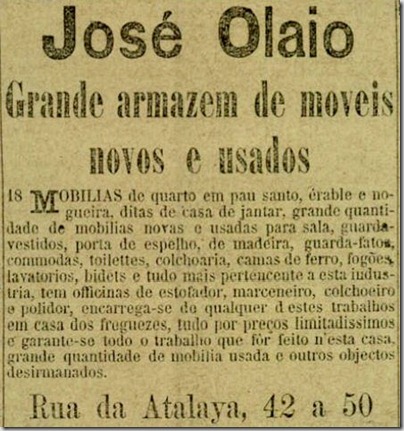 José Olaio
Grande armazem de moveis
novos e usados
18 MOBILIAS de quarto em pau santo, érable e no-
gueira, ditas de casa de jantar, grande quanti-
dade de mobilias novas e usadas para sala, guarda-
vestidos, porta de espelho, de madeira, guarda-fatos,
commodas, toilettes, colchoaria, camas de ferro, fogões,
lavatorios, bidets e tudo mais pertencente a esta indus-
tria, tem officinas de estofador, marceneiro, colchoeiro
e polidor, encarrega-se de qualquer d'estes trabalhos
em casa dos freguezes, tudo por preços limitadissimos
e garante-se todo o trabalho que fôr feito n'esta casa,
grande quantidade de mobilia usada e outros objectos
desirmanados.
Rua da Atalaya, 42 a 50